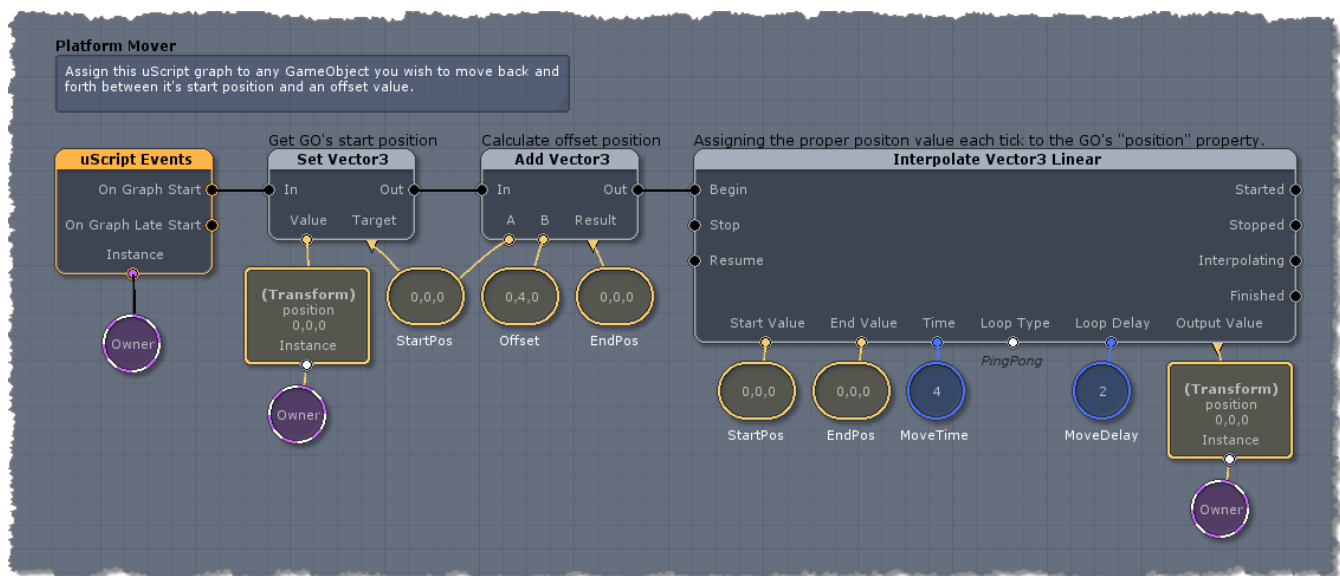 Platform Mover
Assign this uScript graph to any GameObject you wish to move back and
forth between it's start position and an offset value.
Get GO's start position
Calculate offset position
Assigning the proper positon value each tick to the GO's "position" property.
uScript Events
On Graph Start
On Graph Late Start
Instance
Owner
Set Vector3
In
Out
Value
Target
(Transform)
position
0,0,0
Instance
Owner
0,0,0
StartPos
Add Vector3
In
Out
A
B
Result
0,4,0
Offset
0,0,0
EndPos
Interpolate Vector3 Linear
Begin
Started
Stop
Stopped
Resume
Interpolating
Finished
Start Value
End Value
Time
Loop Type
Loop Delay
Output Value
PingPong
0,0,0
StartPos
0,0,0
EndPos
4
MoveTime
2
MoveDelay
(Transform)
position
0,0,0
Instance
Owner